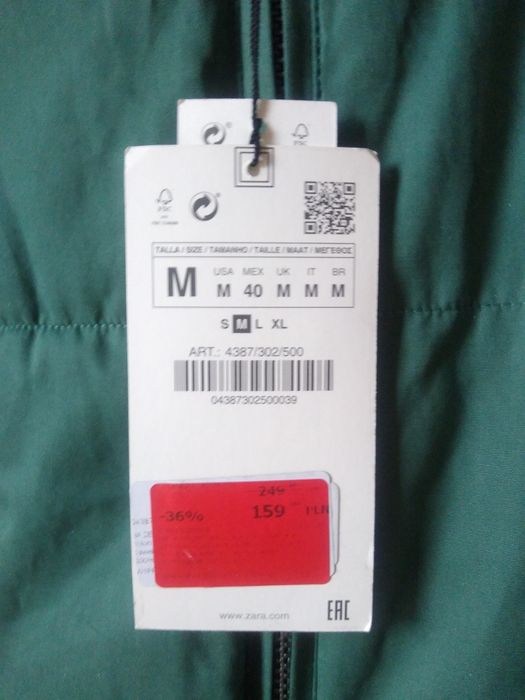 FSC
TALLA / SIZE / TAMANHO / TAILLE / MAAT / ΜΕΓΕΘΟΣ
M
USA MEX UK IT BR
M 40 M M M
S M L XL
ART.: 4387/302/500
04387302500039
249
-36% 159 PLN
www.zara.com
EAC